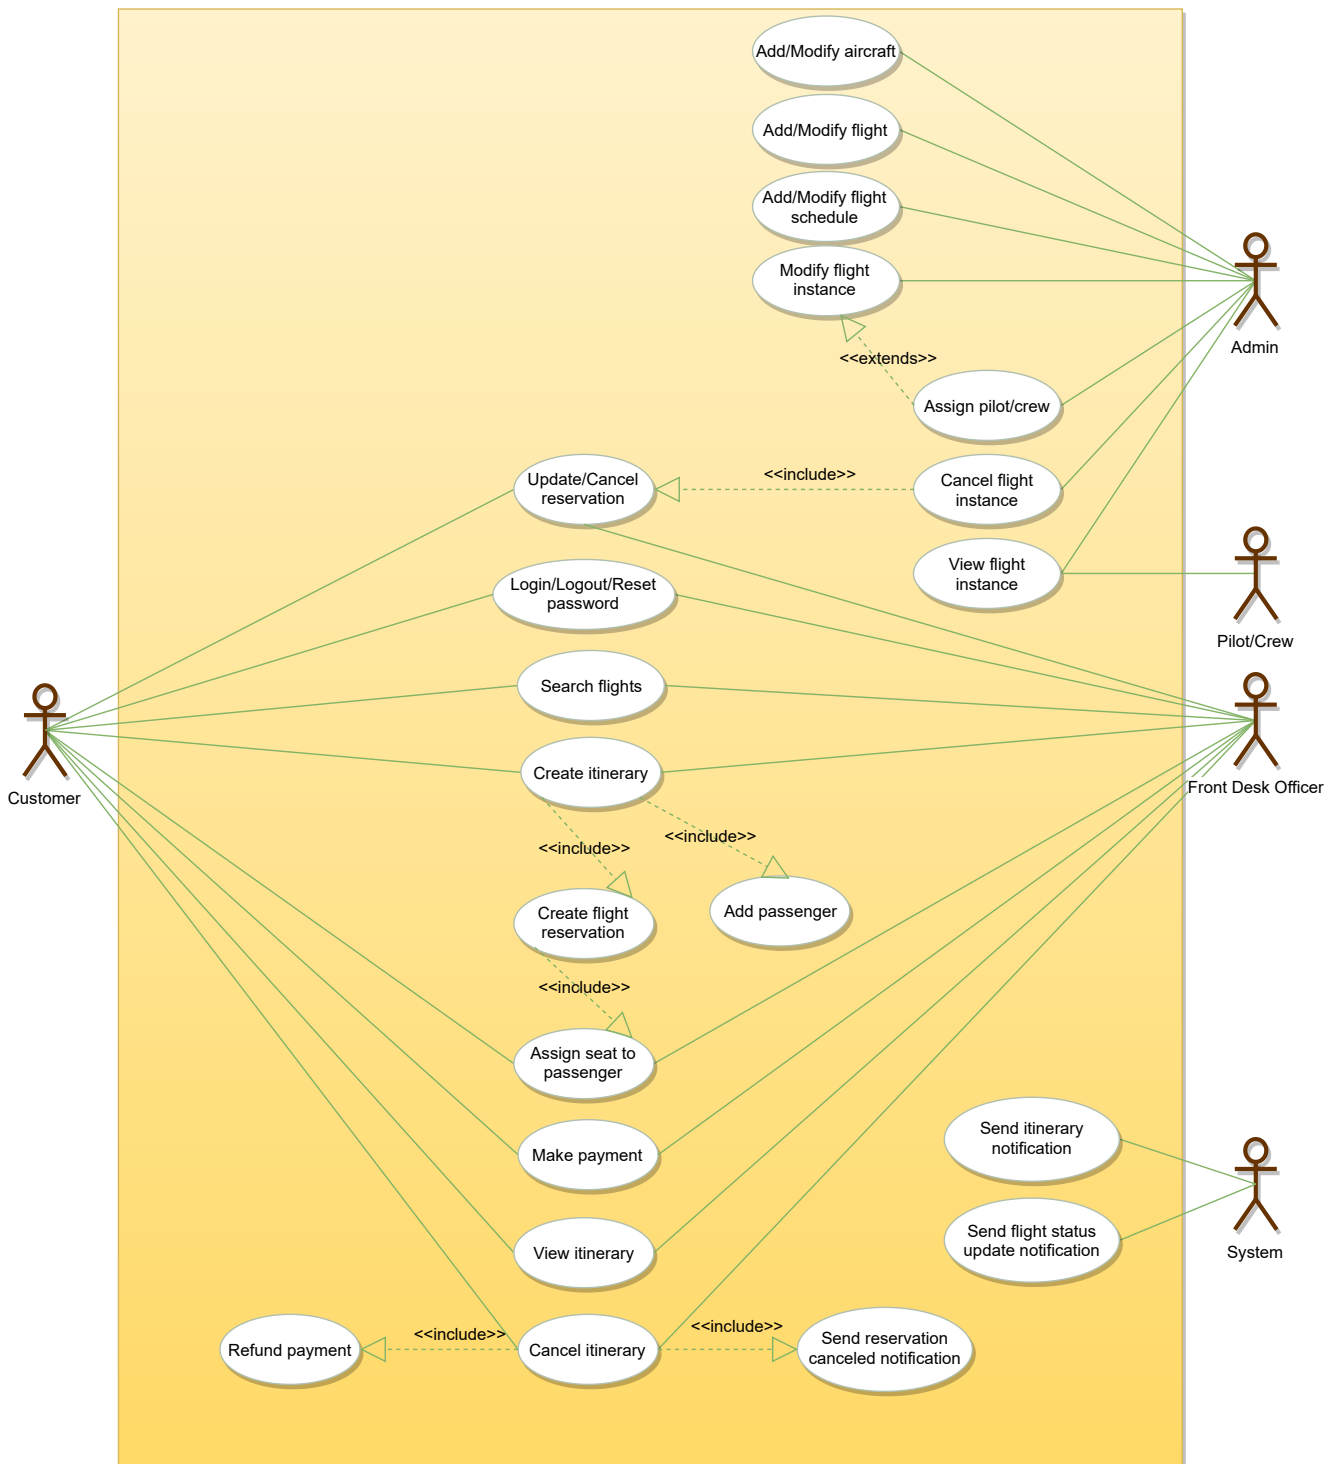 Add/Modify aircraft
Add/Modify flight
Add/Modify flight
schedule
Modify flight
instance
Admin
<<extends>>
Assign pilot/crew
Update/Cancel
reservation
<<include>>
Cancel flight
instance
View flight
instance
Login/Logout/Reset
password
Pilot/Crew
Search flights
Customer
Create itinerary
Front Desk Officer
<<include>>
<<include>>
Create flight
reservation
Add passenger
<<include>>
Assign seat to
passenger
Make payment
Send itinerary
notification
View itinerary
Send flight status
update notification
System
Refund payment
<<include>>
Cancel itinerary
<<include>>
Send reservation
canceled notification